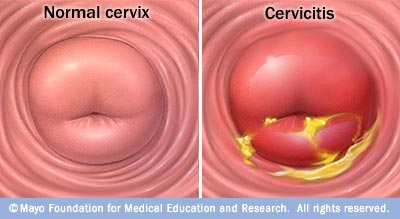 Normal cervix
Cervicitis
© Mayo Foundation for Medical Education and Research. All rights reserved.